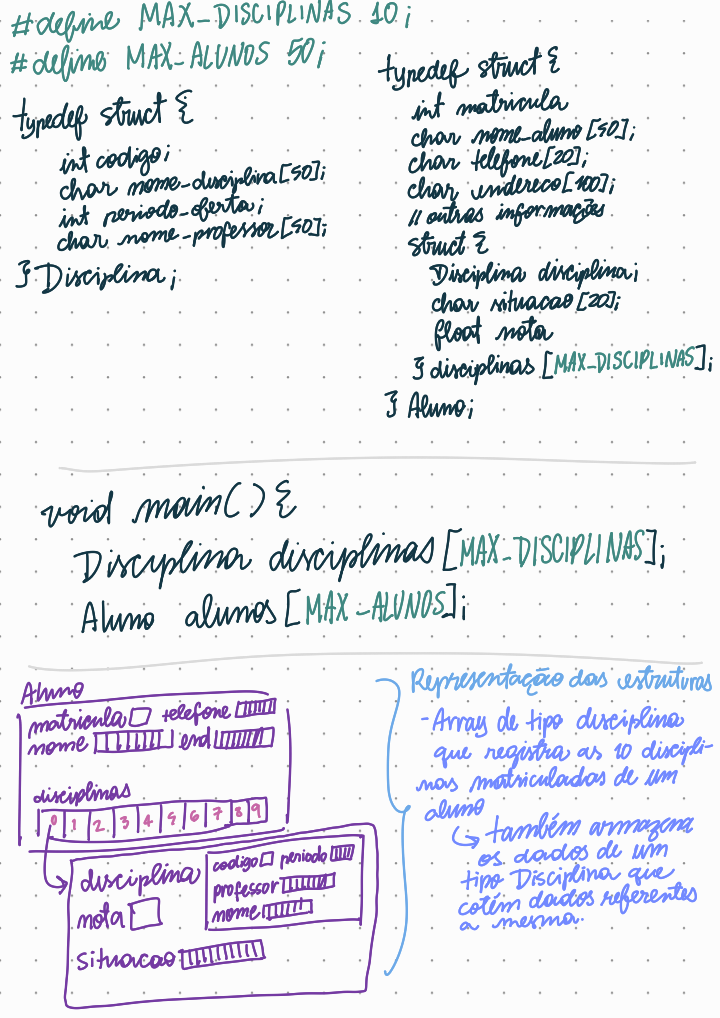 #define MAX_DISCIPLINAS 10;
#define MAX_ALUNOS 50;
typedef struct {
int codigo;
char nome_disciplina[50];
int periodo_oferta;
char nome_professor[50];
} Disciplina;
typedef struct {
int matricula
char nome_aluno[50];
char telefone[20];
char endereco[100];
// outras informações
struct {
Disciplina disciplina;
char situacao[20];
float nota
} disciplinas [MAX_DISCIPLINAS];
} Aluno;
void main() {
Disciplina disciplinas [MAX_DISCIPLINAS];
Aluno alunos [MAX_ALUNOS];
Aluno
matricula telefone
nome end
disciplinas
0 1 2 3 4 5 6 7 8 9
disciplina
nota
Situacao
codigo periodo
professor
nome
Representação das estruturas
- Array de tipo disciplina
que registra as 10 discipli-
nas matriculadas de um
aluno
↳ também armazena
os dados de um
tipo Disciplina que
cotém dados referentes
a mesma.